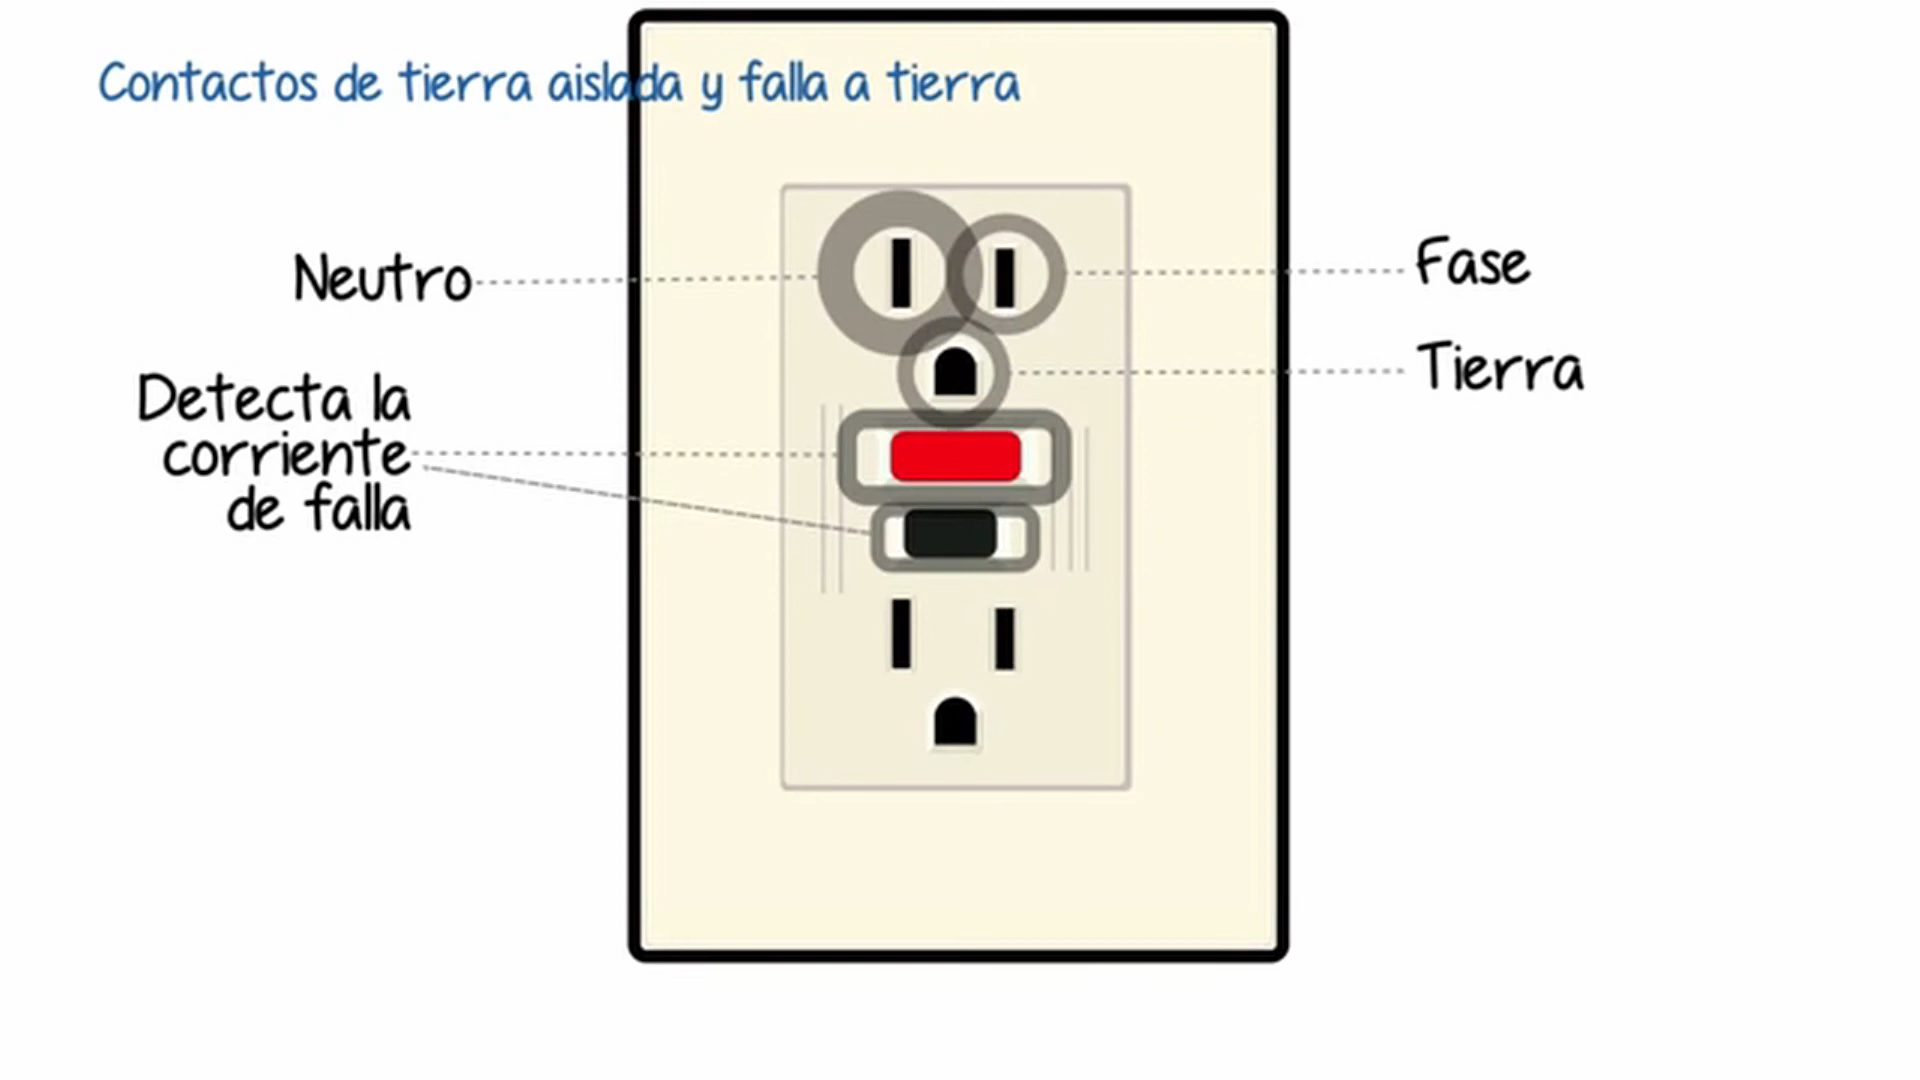 Contactos de tierra aislada y falla a tierra
Neutro
Fase
Tierra
Detecta la
corriente
de falla